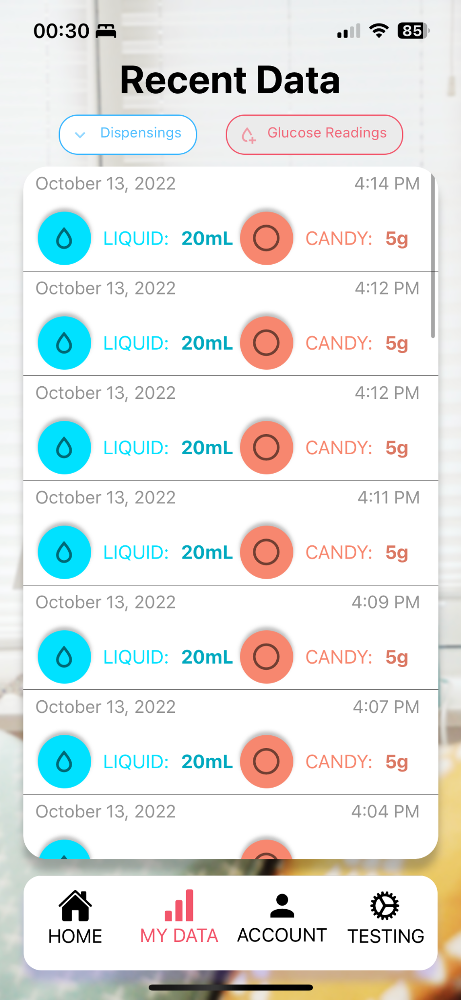 00:30
85
Recent Data
Dispensings Glucose Readings
October 13, 2022 4:14 PM
LIQUID: 20mL CANDY: 5g
October 13, 2022 4:12 PM
LIQUID: 20mL CANDY: 5g
October 13, 2022 4:12 PM
LIQUID: 20mL CANDY: 5g
October 13, 2022 4:11 PM
LIQUID: 20mL CANDY: 5g
October 13, 2022 4:09 PM
LIQUID: 20mL CANDY: 5g
October 13, 2022 4:07 PM
LIQUID: 20mL CANDY: 5g
October 13, 2022 4:04 PM
HOME MY DATA ACCOUNT TESTING